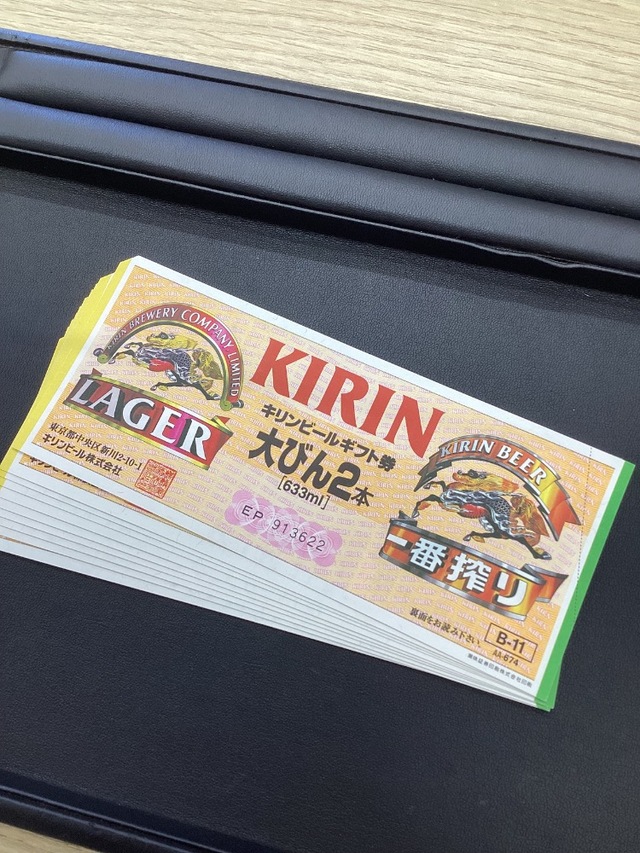 KIRIN BREWERY COMPANY LIMITED
LAGER
東京都中央区新川2-10-1
キリンビール株式会社
KIRIN
キリンビールギフト券
大びん2本
[633ml]
EP 913622
KIRIN BEER
一番搾り
裏面をお読み下さい
B-11
AA-674